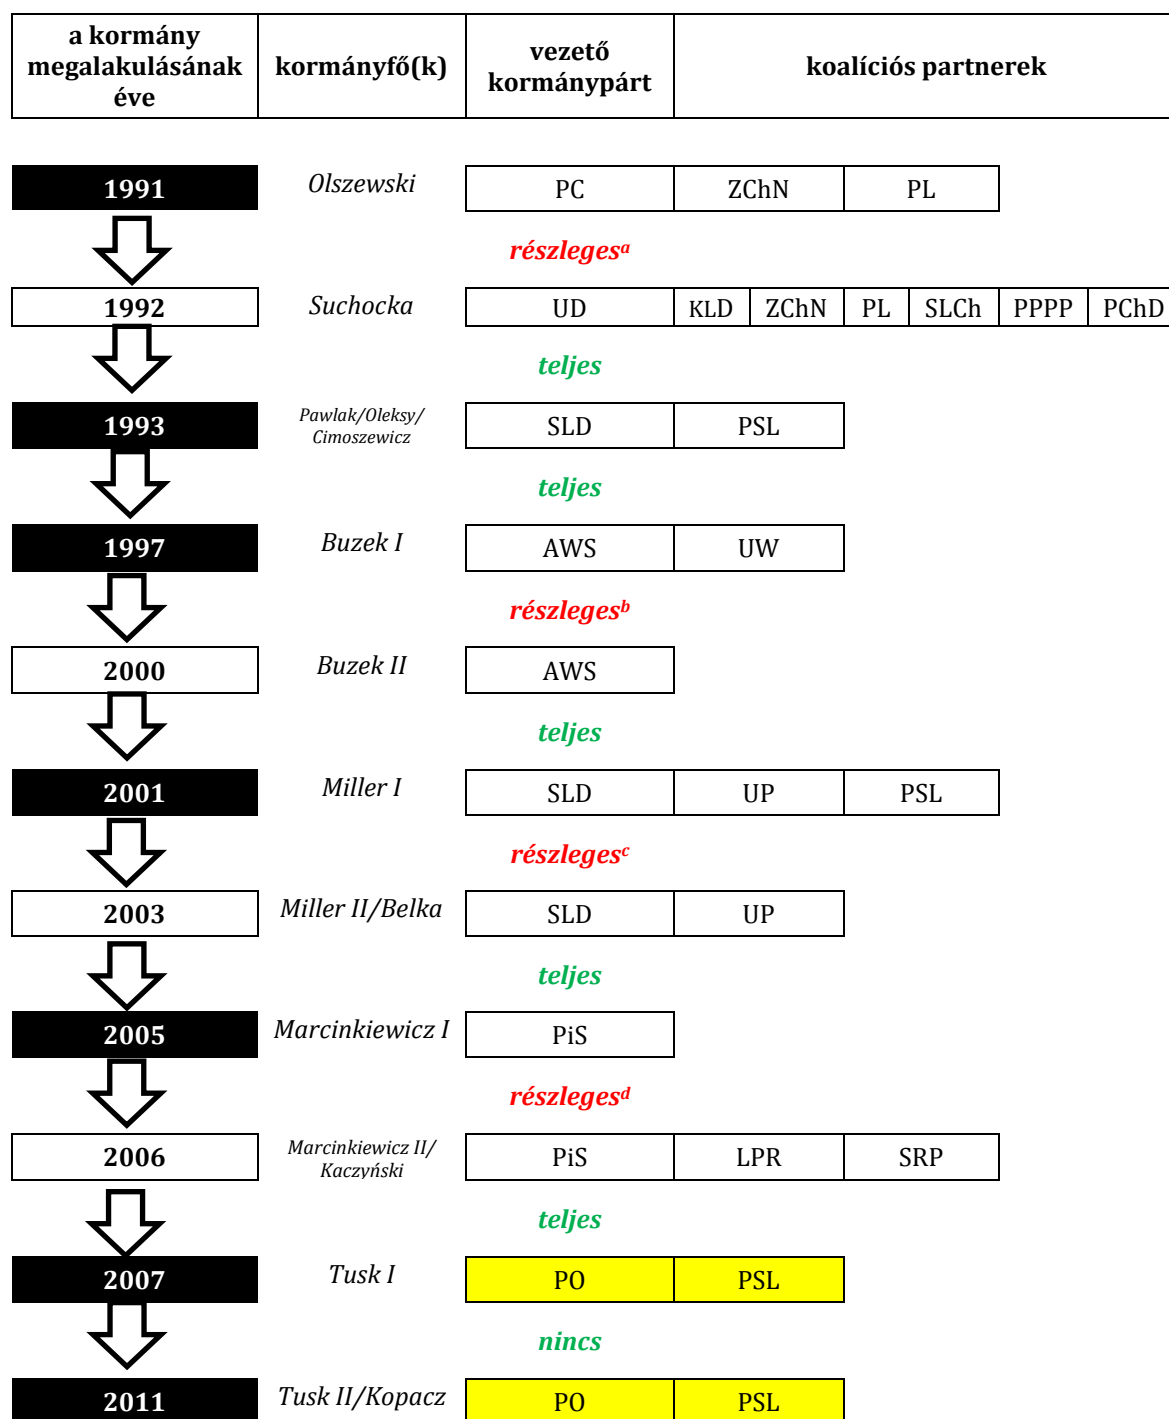 a kormány
megalakulásának
éve
kormányfő(k)
vezető
kormánypárt
koalíciós partnerek
1991 Olszewski PC ZChN PL
részlegesᵃ
1992 Suchocka UD KLD ZChN PL SLCh PPPP PChD
teljes
1993 Pawlak/Oleksy/
Cimoszewicz
SLD PSL
teljes
1997 Buzek I AWS UW
részlegesᵇ
2000 Buzek II AWS
teljes
2001 Miller I SLD UP PSL
részlegesᶜ
2003 Miller II/Belka SLD UP
teljes
2005 Marcinkiewicz I PiS
részlegesᵈ
2006 Marcinkiewicz II/
Kaczyński
PiS LPR SRP
teljes
2007 Tusk I PO PSL
nincs
2011 Tusk II/Kopacz PO PSL